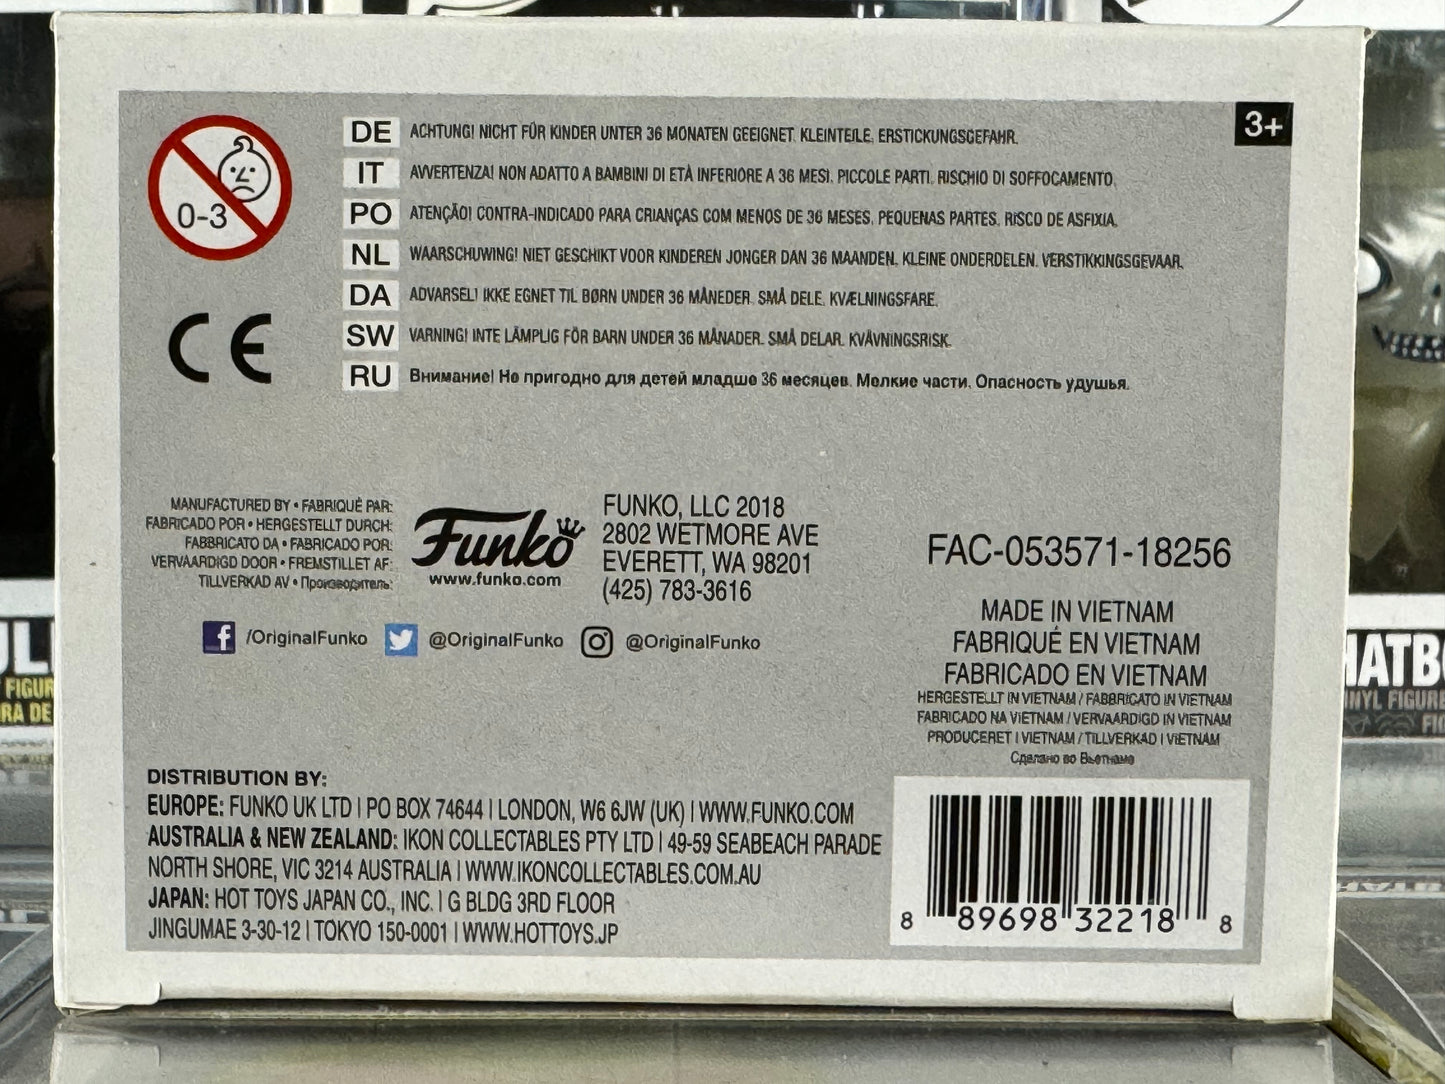 3+
0-3
DE ACHTUNG! NICHT FÜR KINDER UNTER 36 MONATEN GEEIGNET. KLEINTEILE. ERSTICKUNGSGEFAHR.
IT AVVERTENZA! NON ADATTO A BAMBINI DI ETÀ INFERIORE A 36 MESI. PICCOLE PARTI. RISCHIO DI SOFFOCAMENTO.
PO ATENÇÃO! CONTRA-INDICADO PARA CRIANÇAS COM MENOS DE 36 MESES. PEQUENAS PARTES. RISCO DE ASFIXIA.
NL WAARSCHUWING! NIET GESCHIKT VOOR KINDEREN JONGER DAN 36 MAANDEN. KLEINE ONDERDELEN. VERSTIKKINGSGEVAAR.
DA ADVARSEL! IKKE EGNET TIL BØRN UNDER 36 MÅNEDER. SMÅ DELE. KVÆLNINGSFARE.
SW VARNING! INTE LÄMPLIG FÖR BARN UNDER 36 MÅNADER. SMÅ DELAR. KVÄVNINGSRISK.
RU Внимание! Не пригодно для детей младше 36 месяцев. Мелкие части. Опасность удушья.
CE
MANUFACTURED BY • FABRIQUÉ PAR:
FABRICADO POR • HERGESTELLT DURCH:
FABBRICATO DA • FABRICADO POR:
VERVAARDIGD DOOR • FREMSTILLET AF:
TILLVERKAD AV • Производитель:
Funko
www.funko.com
FUNKO, LLC 2018
2802 WETMORE AVE
EVERETT, WA 98201
(425) 783-3616
f /OriginalFunko @OriginalFunko @OriginalFunko
FAC-053571-18256
MADE IN VIETNAM
FABRIQUÉ EN VIETNAM
FABRICADO EN VIETNAM
HERGESTELLT IN VIETNAM / FABBRICATO IN VIETNAM
FABRICADO NA VIETNAM / VERVAARDIGD IN VIETNAM
PRODUCERET I VIETNAM / TILLVERKAD I VIETNAM
Сделано во Вьетнаме
DISTRIBUTION BY:
EUROPE: FUNKO UK LTD | PO BOX 74644 | LONDON, W6 6JW (UK) | WWW.FUNKO.COM
AUSTRALIA & NEW ZEALAND: IKON COLLECTABLES PTY LTD | 49-59 SEABEACH PARADE
NORTH SHORE, VIC 3214 AUSTRALIA | WWW.IKONCOLLECTABLES.COM.AU
JAPAN: HOT TOYS JAPAN CO., INC. | G BLDG 3RD FLOOR
JINGUMAE 3-30-12 | TOKYO 150-0001 | WWW.HOTTOYS.JP
8 89698 32218 8